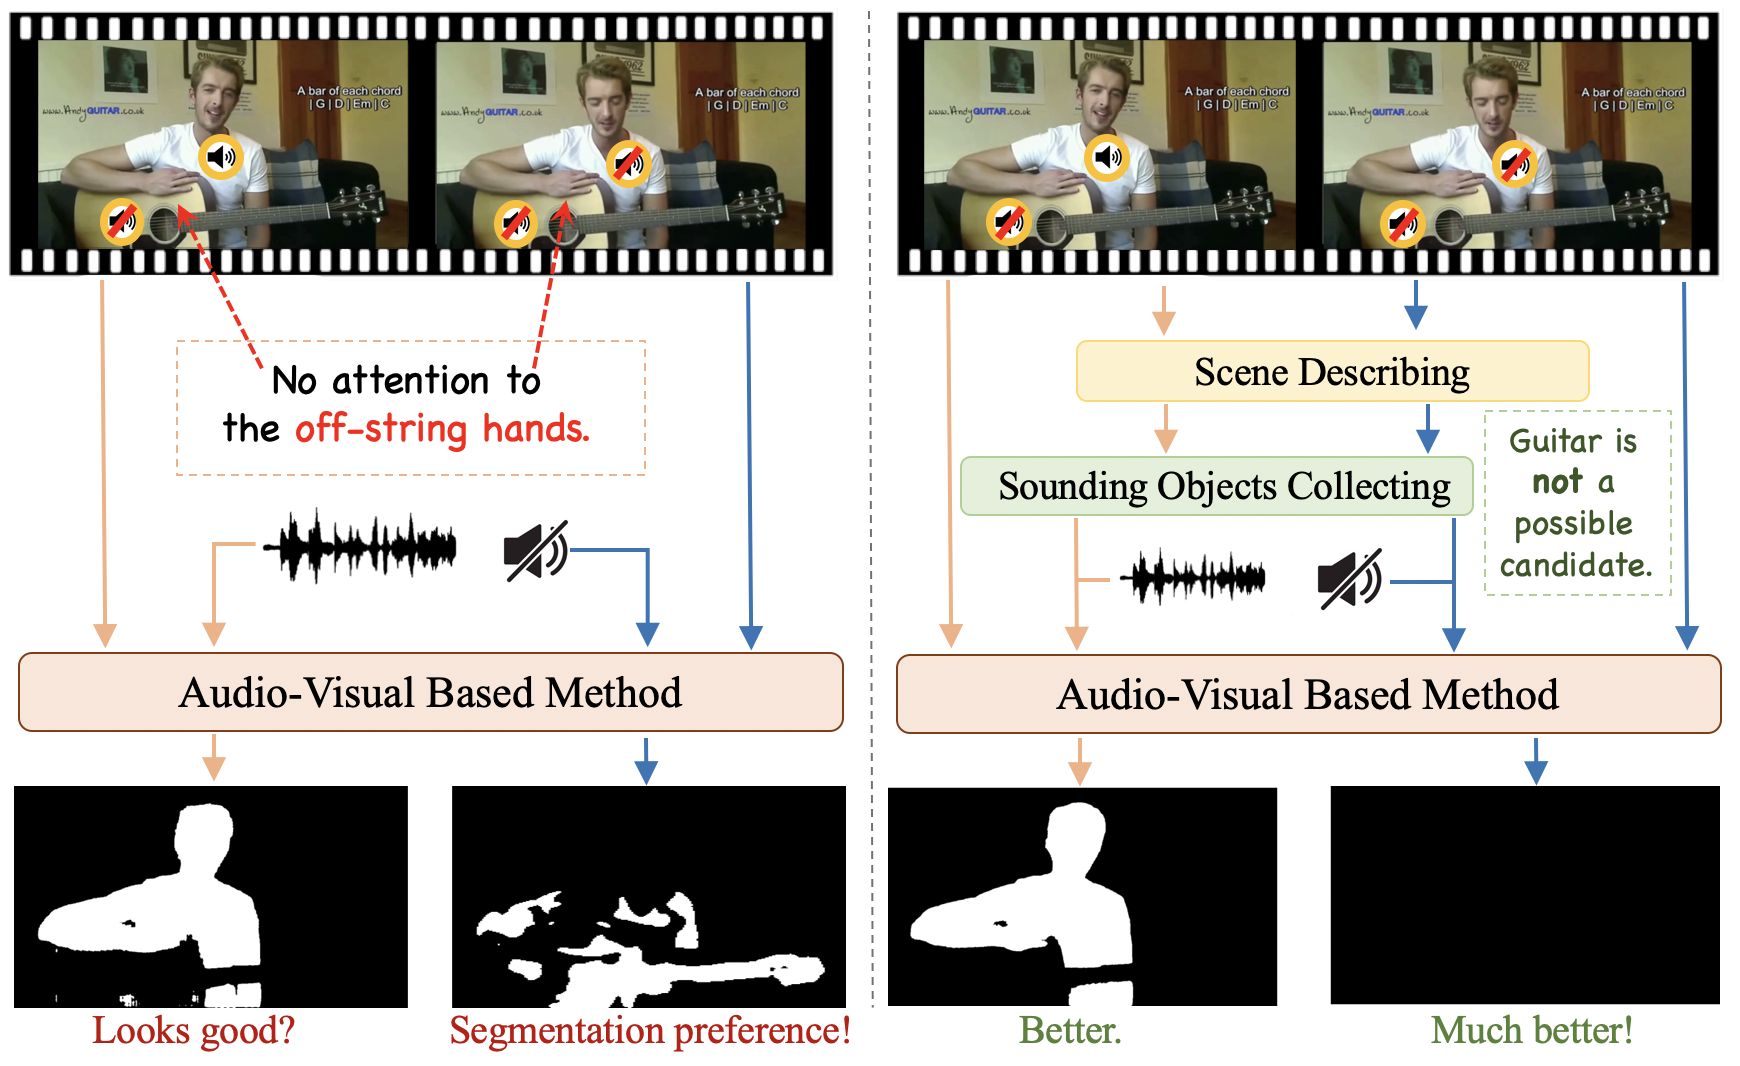 www.AndyGUITAR.co.uk
A bar of each chord
| G | D | Em | C
www.AndyGUITAR.co.uk
A bar of each chord
| G | D | Em | C
No attention to
the off-string hands.
Audio-Visual Based Method
Looks good?
Segmentation preference!
www.AndyGUITAR.co.uk
A bar of each chord
| G | D | Em | C
www.AndyGUITAR.co.uk
A bar of each chord
| G | D | Em | C
Scene Describing
Sounding Objects Collecting
Guitar is
not a
possible
candidate.
Audio-Visual Based Method
Better.
Much better!